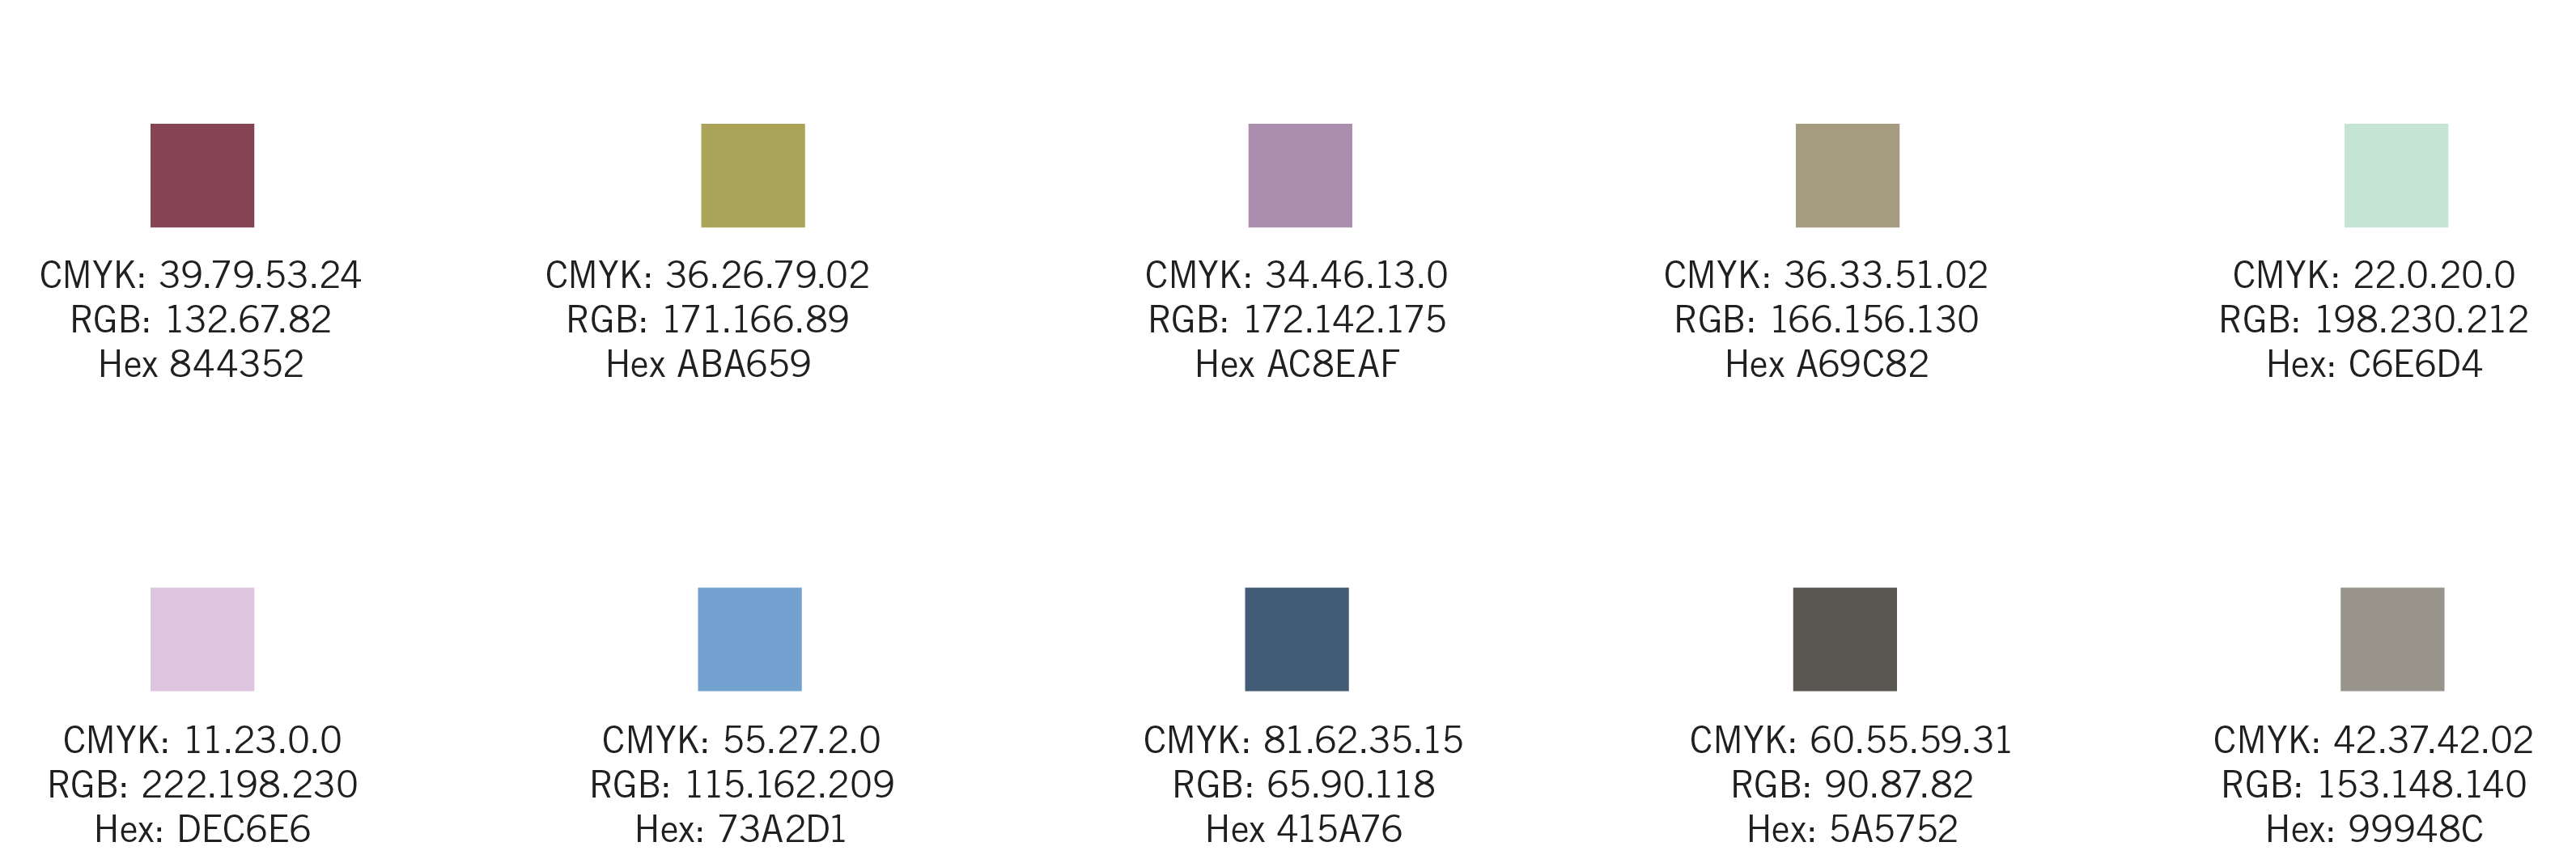 CMYK: 39.79.53.24
RGB: 132.67.82
Hex 844352
CMYK: 36.26.79.02
RGB: 171.166.89
Hex ABA659
CMYK: 34.46.13.0
RGB: 172.142.175
Hex AC8EAF
CMYK: 36.33.51.02
RGB: 166.156.130
Hex A69C82
CMYK: 22.0.20.0
RGB: 198.230.212
Hex: C6E6D4
CMYK: 11.23.0.0
RGB: 222.198.230
Hex: DEC6E6
CMYK: 55.27.2.0
RGB: 115.162.209
Hex: 73A2D1
CMYK: 81.62.35.15
RGB: 65.90.118
Hex 415A76
CMYK: 60.55.59.31
RGB: 90.87.82
Hex: 5A5752
CMYK: 42.37.42.02
RGB: 153.148.140
Hex: 99948C